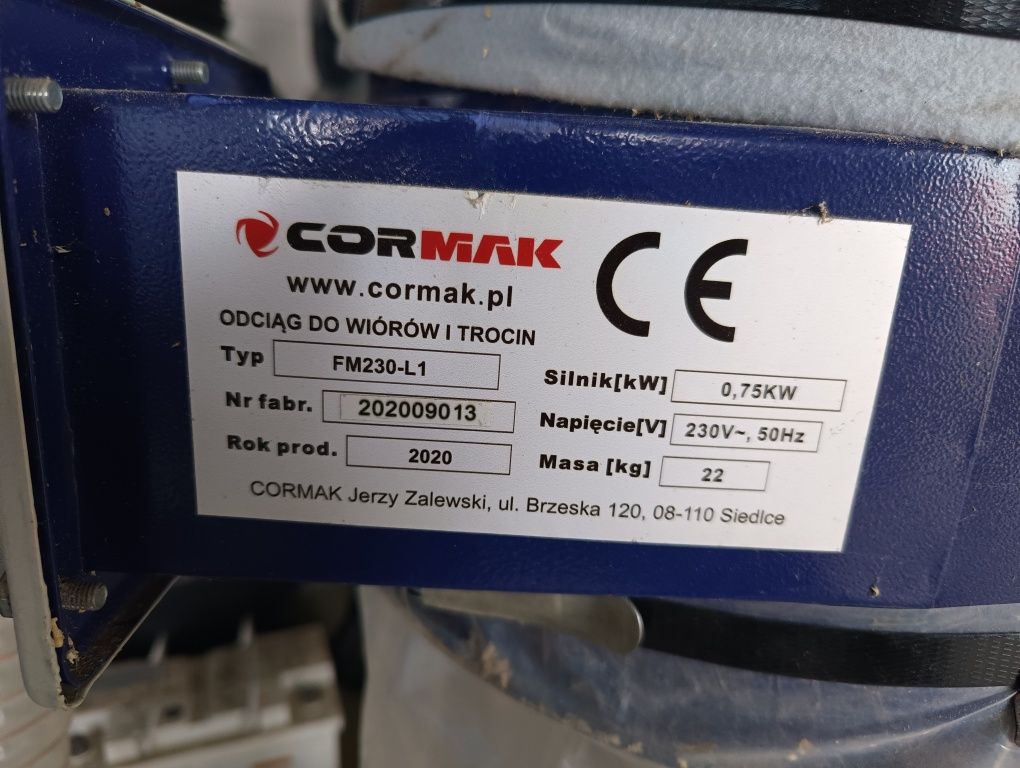 CORMAK
www.cormak.pl
CE
ODCIĄG DO WIÓRÓW I TROCIN
Typ FM230-L1
Nr fabr. 202009013
Rok prod. 2020
Silnik[kW] 0,75KW
Napięcie[V] 230V~, 50Hz
Masa [kg] 22
CORMAK Jerzy Zalewski, ul. Brzeska 120, 08-110 Siedlce